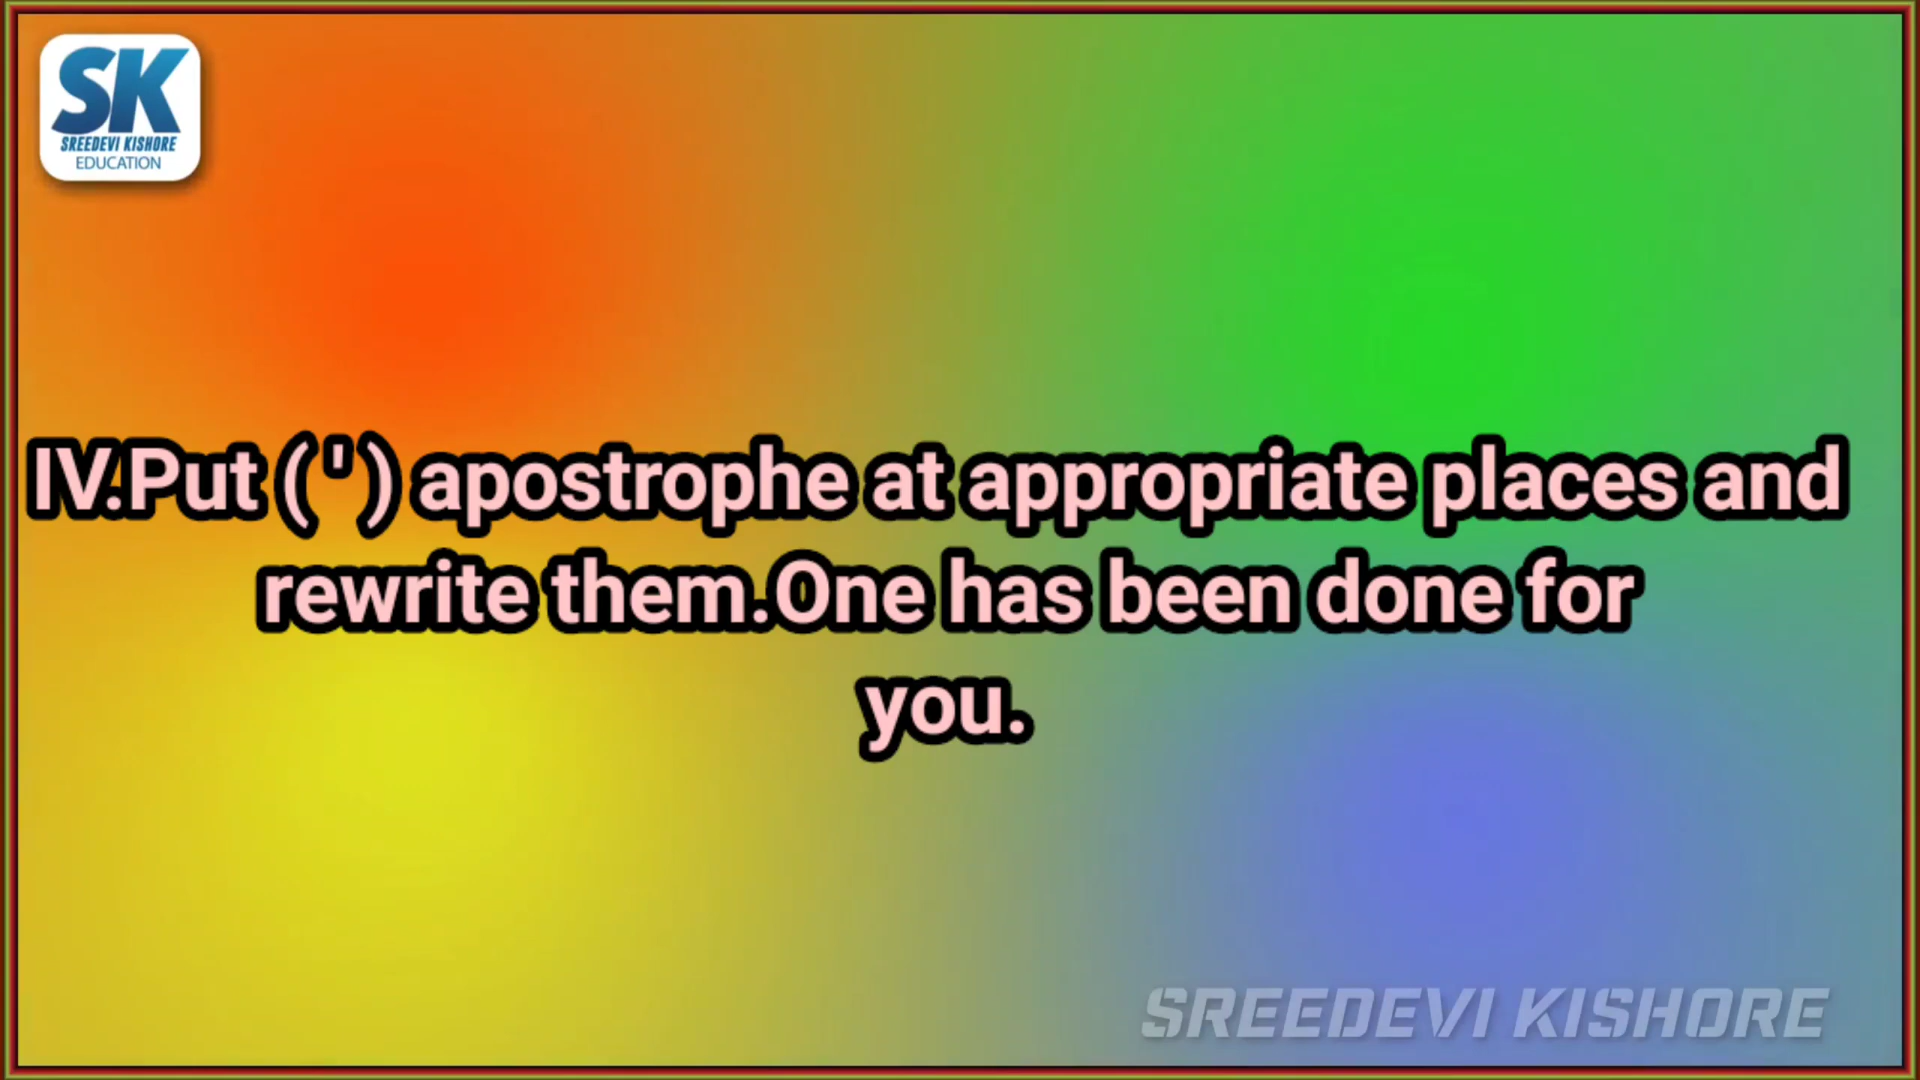 SK
SREEDEVI KISHORE
EDUCATION
IV.Put ( ' ) apostrophe at appropriate places and
rewrite them.One has been done for
you.
SREEDEVI KISHORE